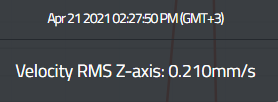 Apr 21 2021 02:27:50 PM (GMT+3)
Velocity RMS Z-axis: 0.210mm/s